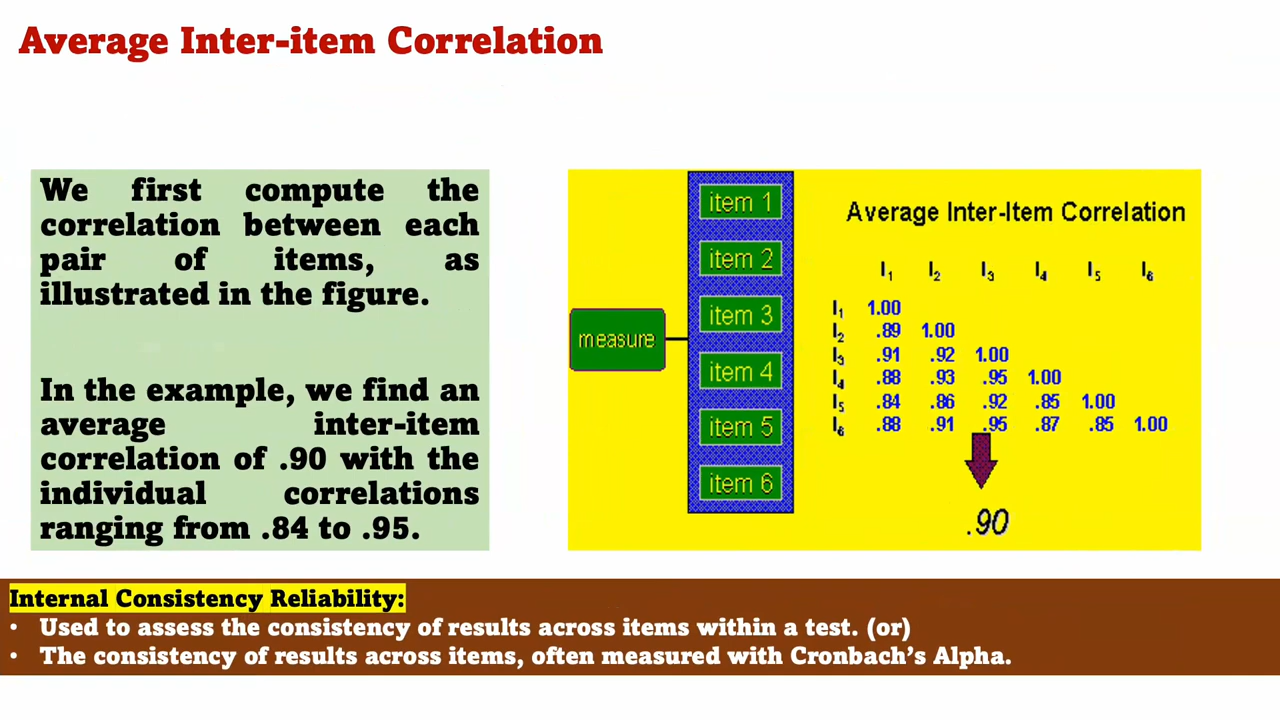 Average Inter-item Correlation
We first compute the
correlation between each
pair of items, as
illustrated in the figure.
In the example, we find an
average inter-item
correlation of .90 with the
individual correlations
ranging from .84 to .95.
measure
item 1
item 2
item 3
item 4
item 5
item 6
Average Inter-Item Correlation
I₁ I₂ I₃ I₄ I₅ I₆
I₁ 1.00
I₂ .89 1.00
I₃ .91 .92 1.00
I₄ .88 .93 .95 1.00
I₅ .84 .86 .92 .85 1.00
I₆ .88 .91 .95 .87 .85 1.00
.90
Internal Consistency Reliability:
• Used to assess the consistency of results across items within a test. (or)
• The consistency of results across items, often measured with Cronbach’s Alpha.